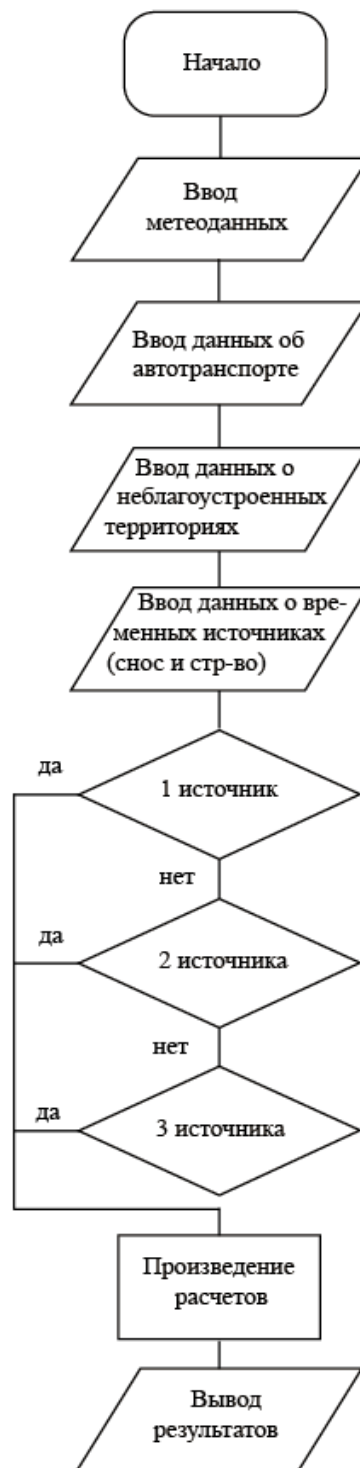 Начало
Ввод
метеоданных
Ввод данных об
автотранспорте
Ввод данных о
неблагоустроенных
территориях
Ввод данных о вре-
менных источниках
(снос и стр-во)
да
1 источник
нет
да
2 источника
нет
да
3 источника
Произведение
расчетов
Вывод
результатов